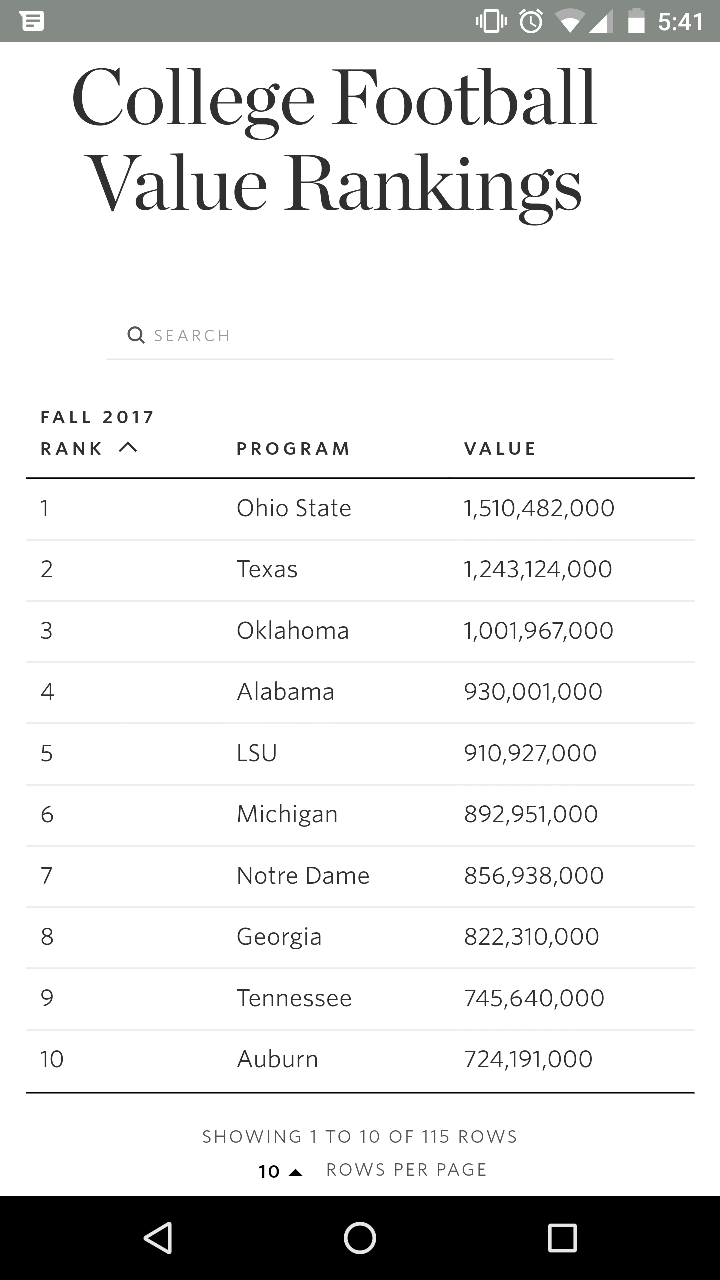 5:41
College Football
Value Rankings
SEARCH
FALL 2017
RANK PROGRAM VALUE
1 Ohio State 1,510,482,000
2 Texas 1,243,124,000
3 Oklahoma 1,001,967,000
4 Alabama 930,001,000
5 LSU 910,927,000
6 Michigan 892,951,000
7 Notre Dame 856,938,000
8 Georgia 822,310,000
9 Tennessee 745,640,000
10 Auburn 724,191,000
SHOWING 1 TO 10 OF 115 ROWS
10 ROWS PER PAGE